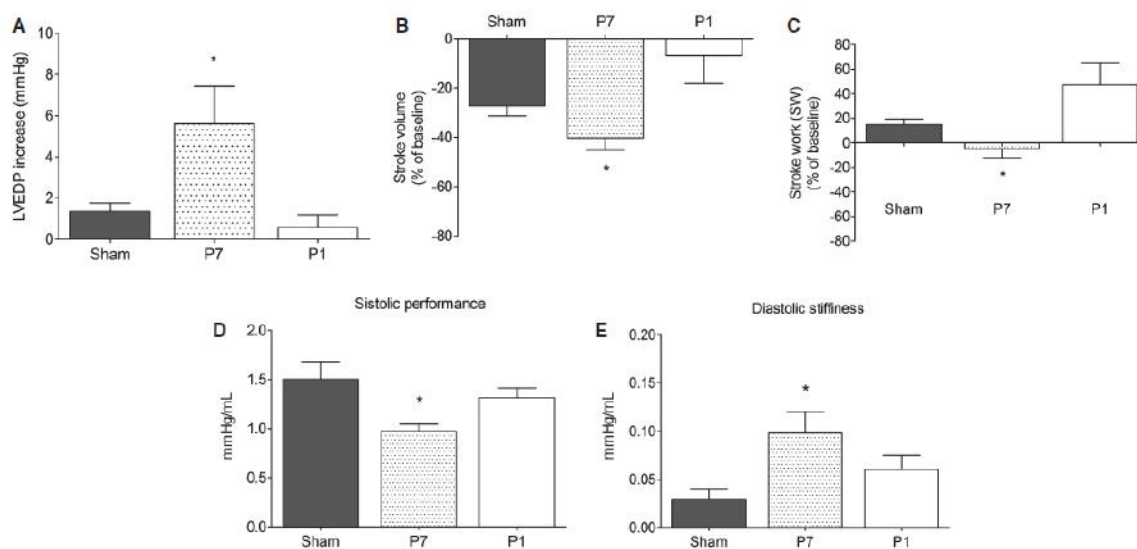 A
LVEDP increase (mmHg)
10
8
6
4
2
0
*
Sham P7 P1
B
Sham P7 P1
Stroke volume
(% of baseline)
0
-20
-40
-60
-80
*
C
Stroke work (SW)
(% of baseline)
80
60
40
20
0
-20
-40
-60
-80
*
Sham P7 P1
Sistolic performance
D
mmHg/mL
2.0
1.5
1.0
0.5
0.0
*
Sham P7 P1
Diastolic stiffness
E
mmHg/mL
0.20
0.15
0.10
0.05
0.00
*
Sham P7 P1